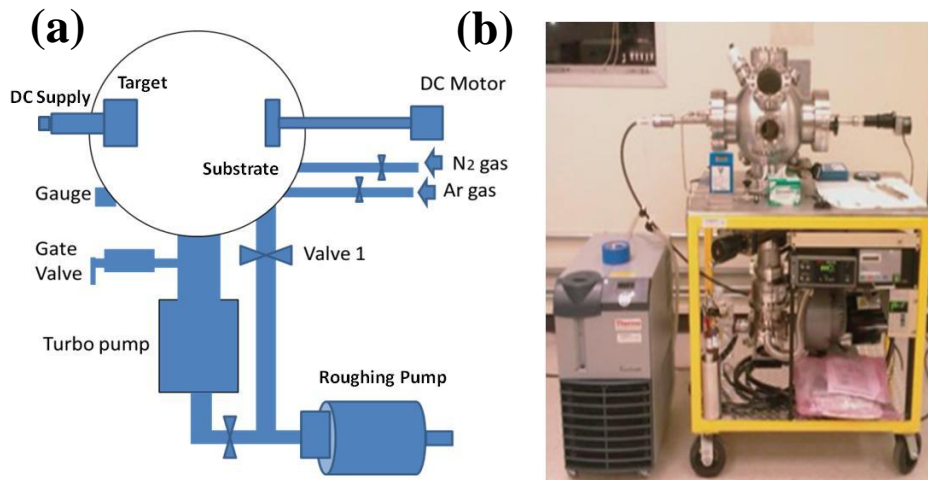 (a)
(b)
Target
DC Supply
DC Motor
Substrate
N2 gas
Ar gas
Gauge
Gate
Valve
Valve 1
Turbo pump
Roughing Pump
Thermo